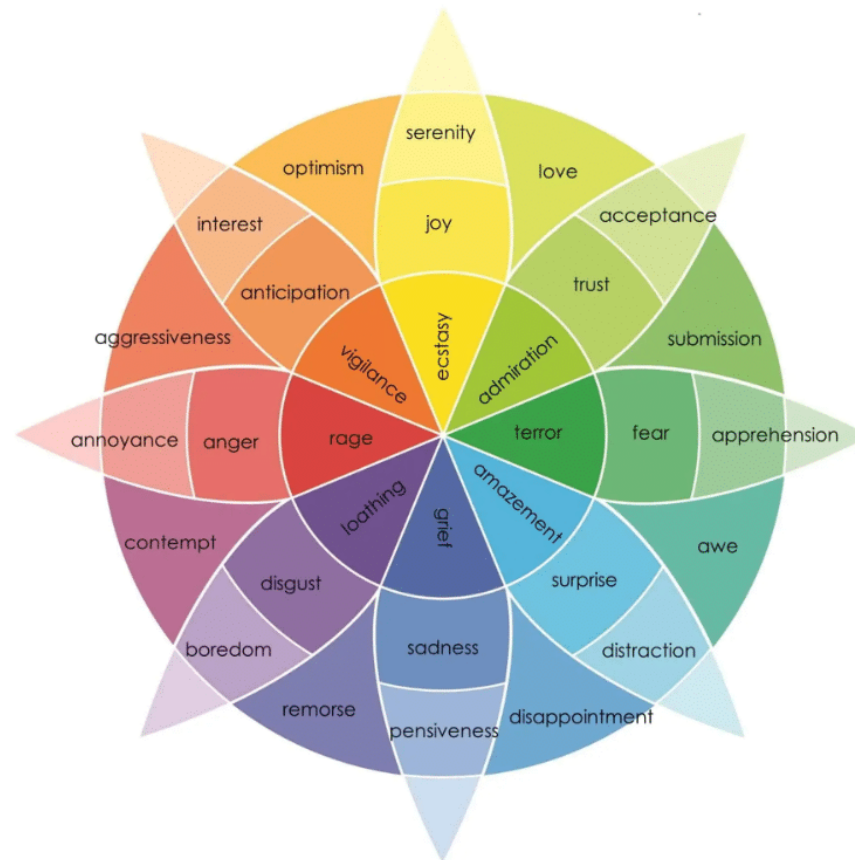 serenity
optimism
love
acceptance
interest
joy
trust
anticipation
ecstasy
aggressiveness
submission
vigilance
admiration
annoyance
anger
rage
terror
fear
apprehension
loathing
grief
amazement
contempt
awe
disgust
surprise
boredom
sadness
distraction
remorse
disappointment
pensiveness